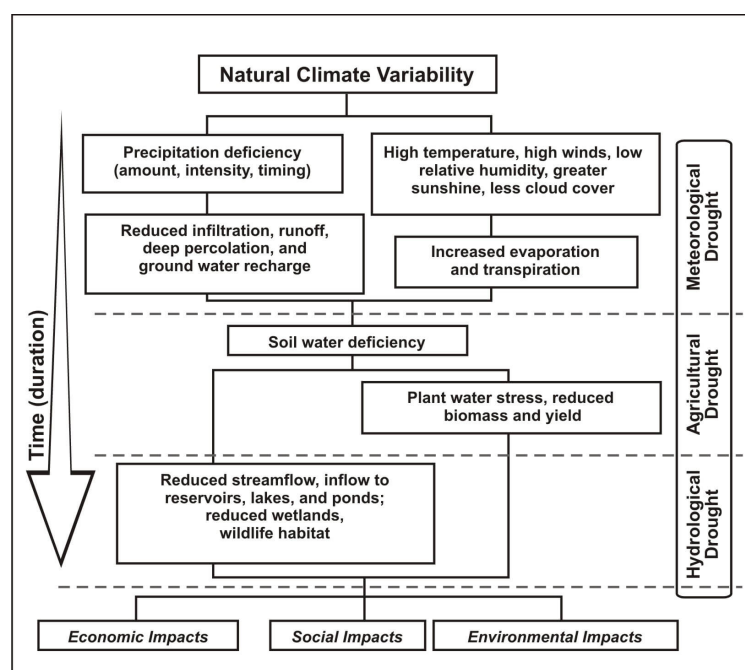 Natural Climate Variability
Precipitation deficiency
(amount, intensity, timing)
High temperature, high winds, low
relative humidity, greater
sunshine, less cloud cover
Reduced infiltration, runoff,
deep percolation, and
ground water recharge
Increased evaporation
and transpiration
Meteorological
Drought
Time (duration)
Soil water deficiency
Plant water stress, reduced
biomass and yield
Agricultural
Drought
Reduced streamflow, inflow to
reservoirs, lakes, and ponds;
reduced wetlands,
wildlife habitat
Hydrological
Drought
Economic Impacts
Social Impacts
Environmental Impacts